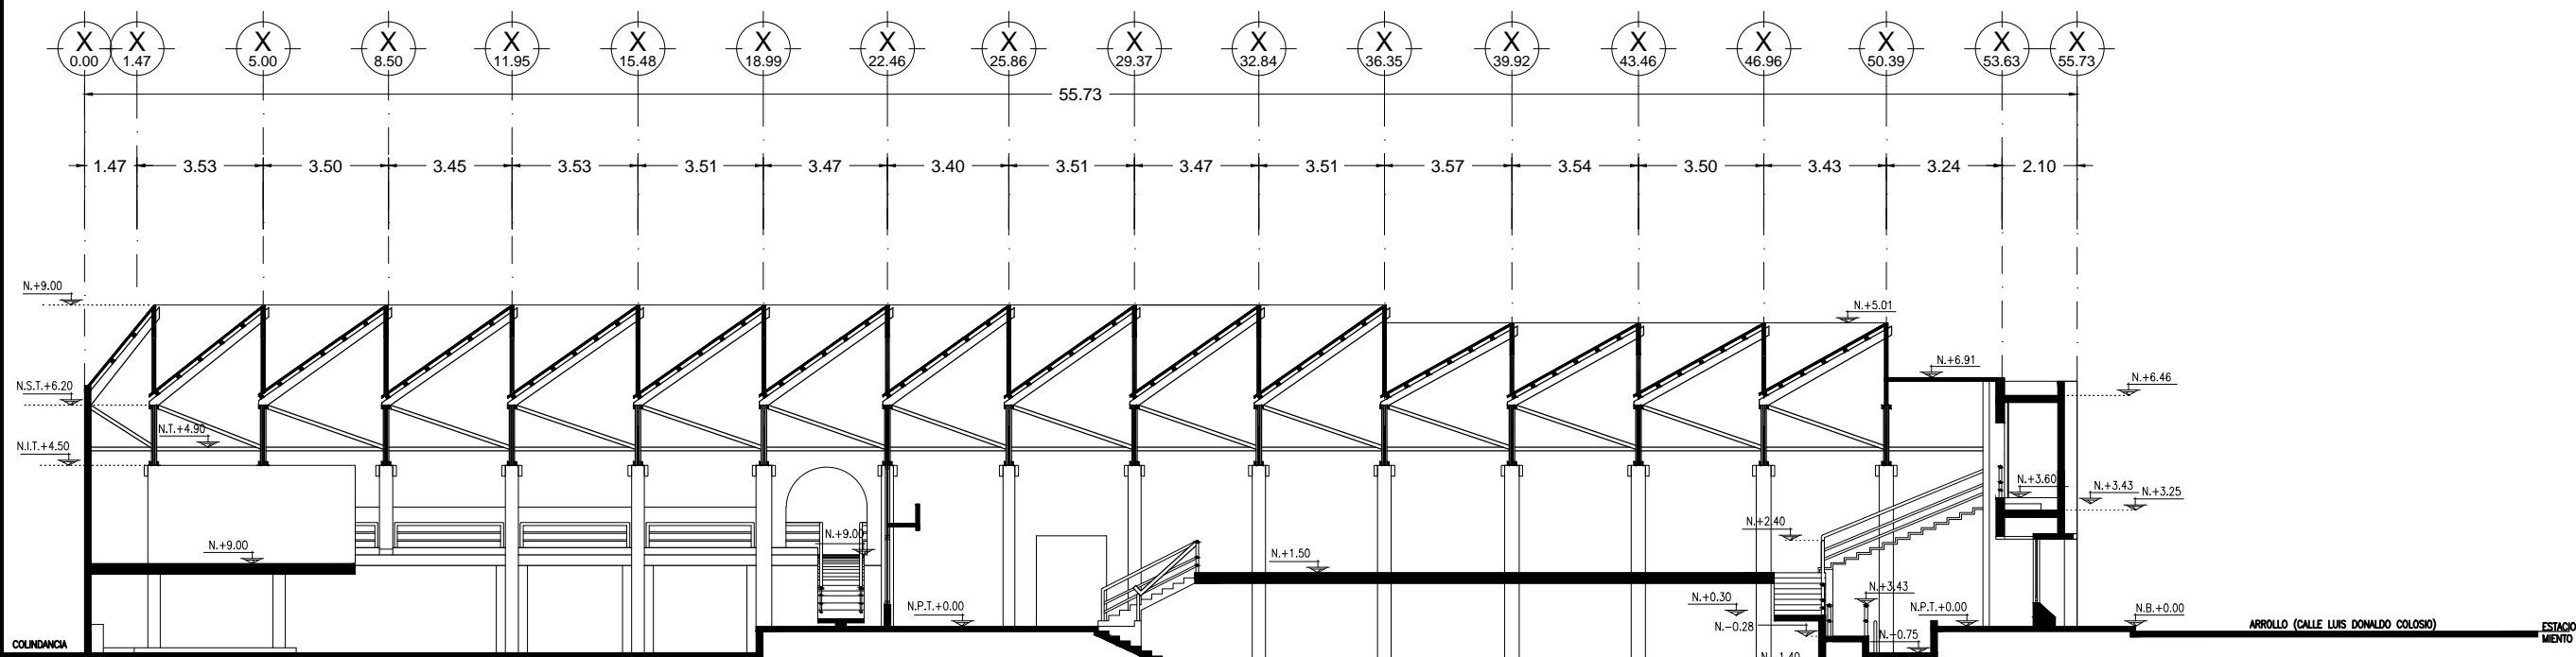 X X X X X X X X X X X X X X X X X
0.00 1.47 5.00 8.50 11.95 15.48 18.99 22.46 25.86 29.37 32.84 36.35 39.92 43.46 46.96 50.39 53.63 55.73
55.73
1.47 3.53 3.50 3.45 3.53 3.51 3.47 3.40 3.51 3.47 3.51 3.57 3.54 3.50 3.43 3.24 2.10
N.+9.00
N.+5.01
N.+6.91
N.S.T.+6.20
N.+6.46
N.T.+4.90
N.I.T.+4.50
N.+3.60
N.+3.43
N.+3.25
N.+2.40
N.+9.00
N.+9.00
N.+1.50
N.+3.43
N.+0.30
N.P.T.+0.00
N.P.T.+0.00
N.B.+0.00
N.-0.28
N.-0.75
ARROLLO (CALLE LUIS DONALDO COLOSIO)
ESTACIO
MIENTO
COLINDANCIA
N.-1.40